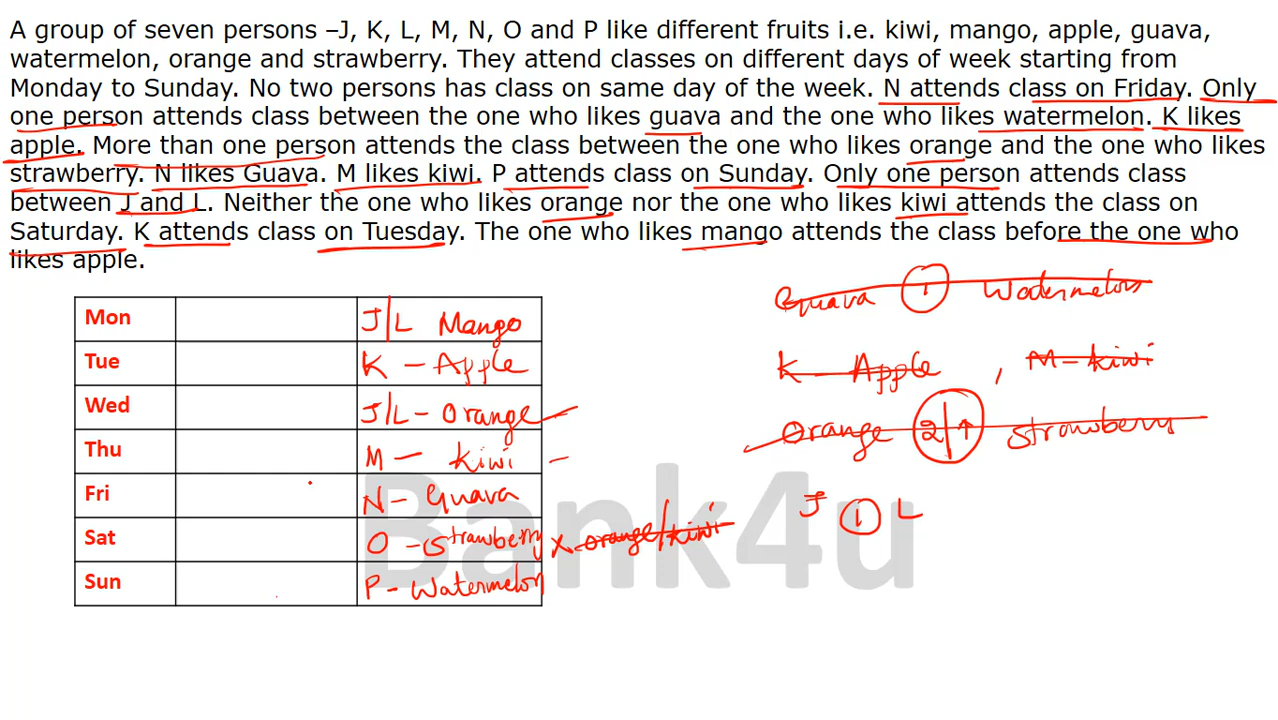 A group of seven persons –J, K, L, M, N, O and P like different fruits i.e. kiwi, mango, apple, guava,
watermelon, orange and strawberry. They attend classes on different days of week starting from
Monday to Sunday. No two persons has class on same day of the week. N attends class on Friday. Only
one person attends class between the one who likes guava and the one who likes watermelon. K likes
apple. More than one person attends the class between the one who likes orange and the one who likes
strawberry. N likes Guava. M likes kiwi. P attends class on Sunday. Only one person attends class
between J and L. Neither the one who likes orange nor the one who likes kiwi attends the class on
Saturday. K attends class on Tuesday. The one who likes mango attends the class before the one who
likes apple.
Guava 1 Watermelon
Mon J/L Mango
Tue K – Apple
K – Apple , M – kiwi
Wed J/L – Orange
Orange 2/↑ strawberry
Thu M – kiwi
Fri N – Guava
J 1 L
Sat O – Strawberry x orange/kiwi
Sun P – Watermelon
Bank4u